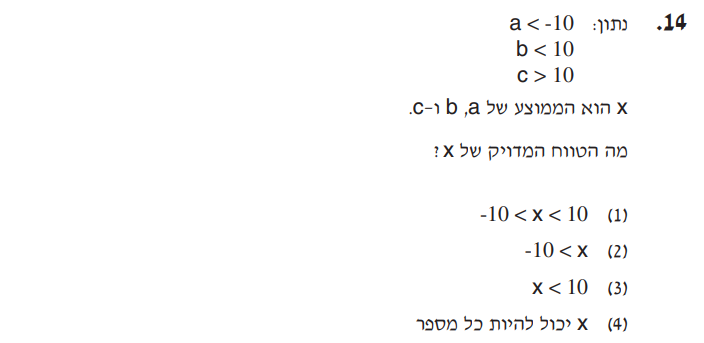 14. נתון: a < -10
b < 10
c > 10
x הוא הממוצע של a, b ו-c.
מה הטווח המדויק של x?
(1) -10 < x < 10
(2) -10 < x
(3) x < 10
(4) x יכול להיות כל מספר